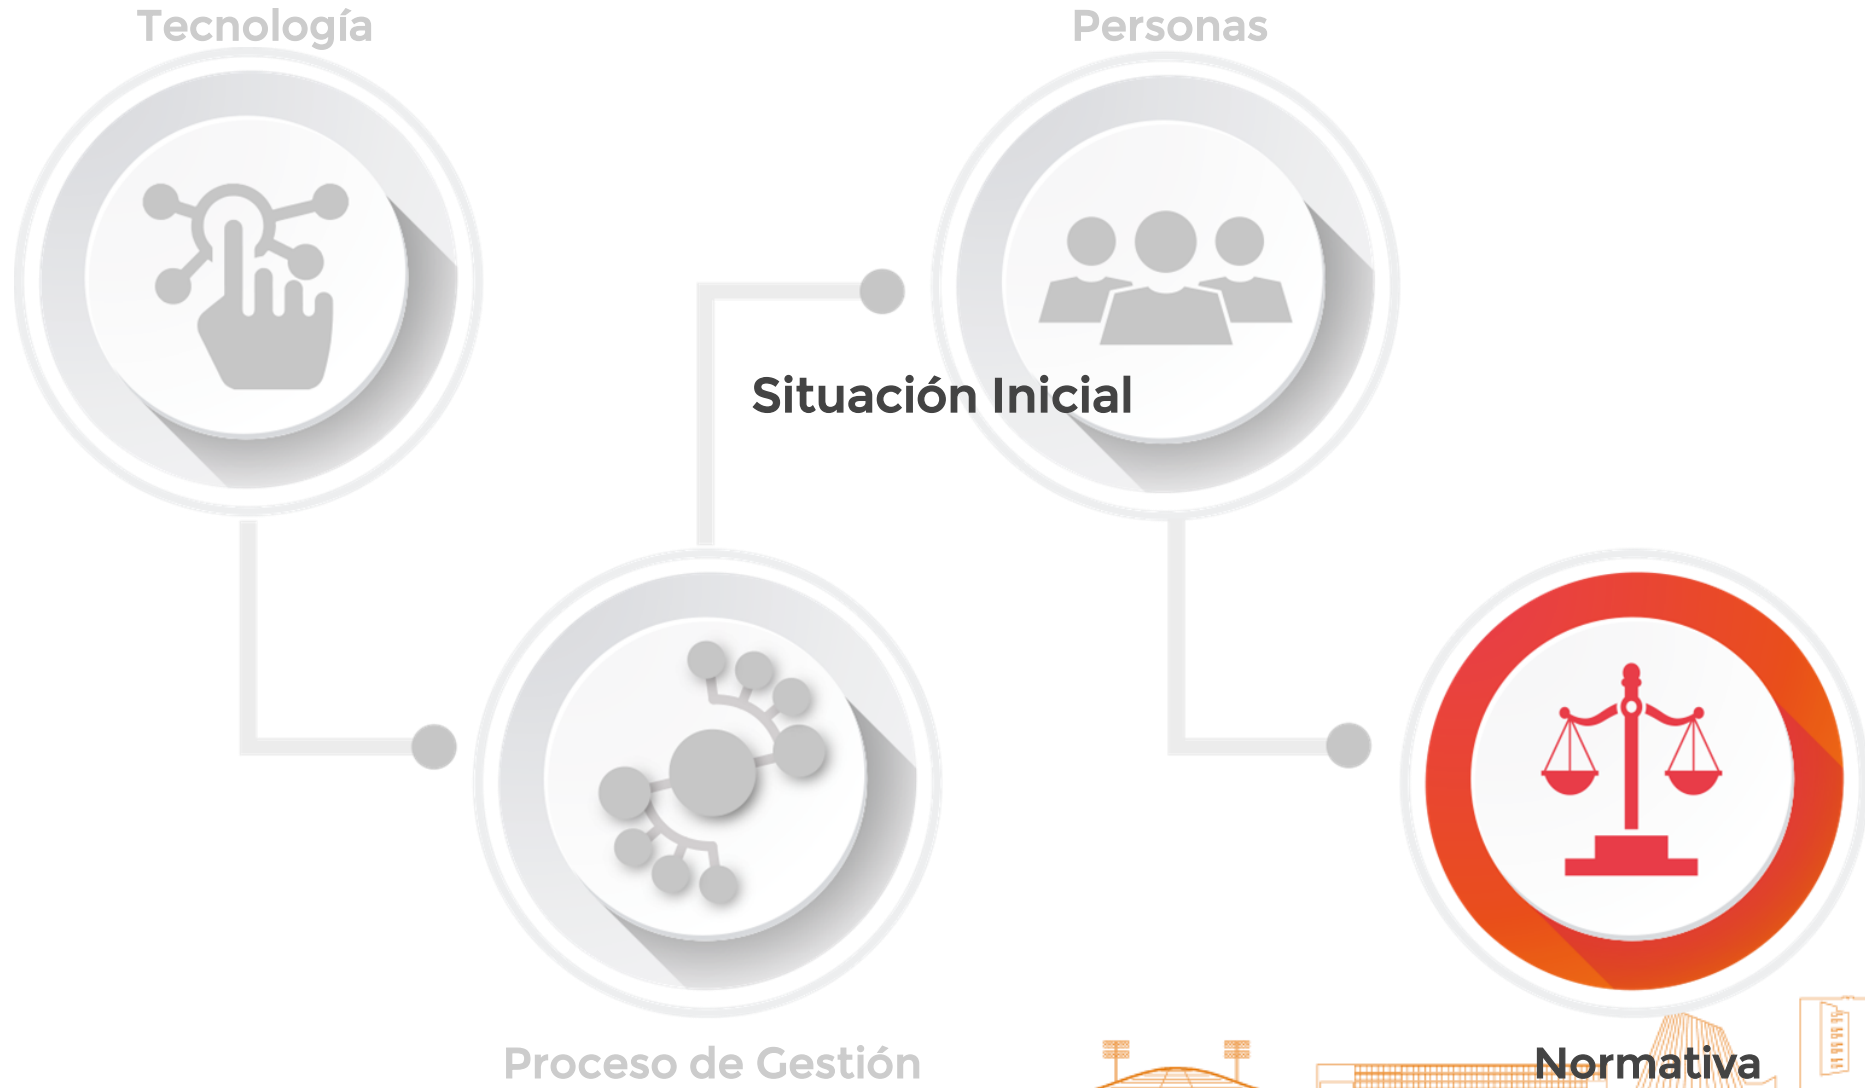 Tecnología
Personas
Situación Inicial
Proceso de Gestión
Normativa